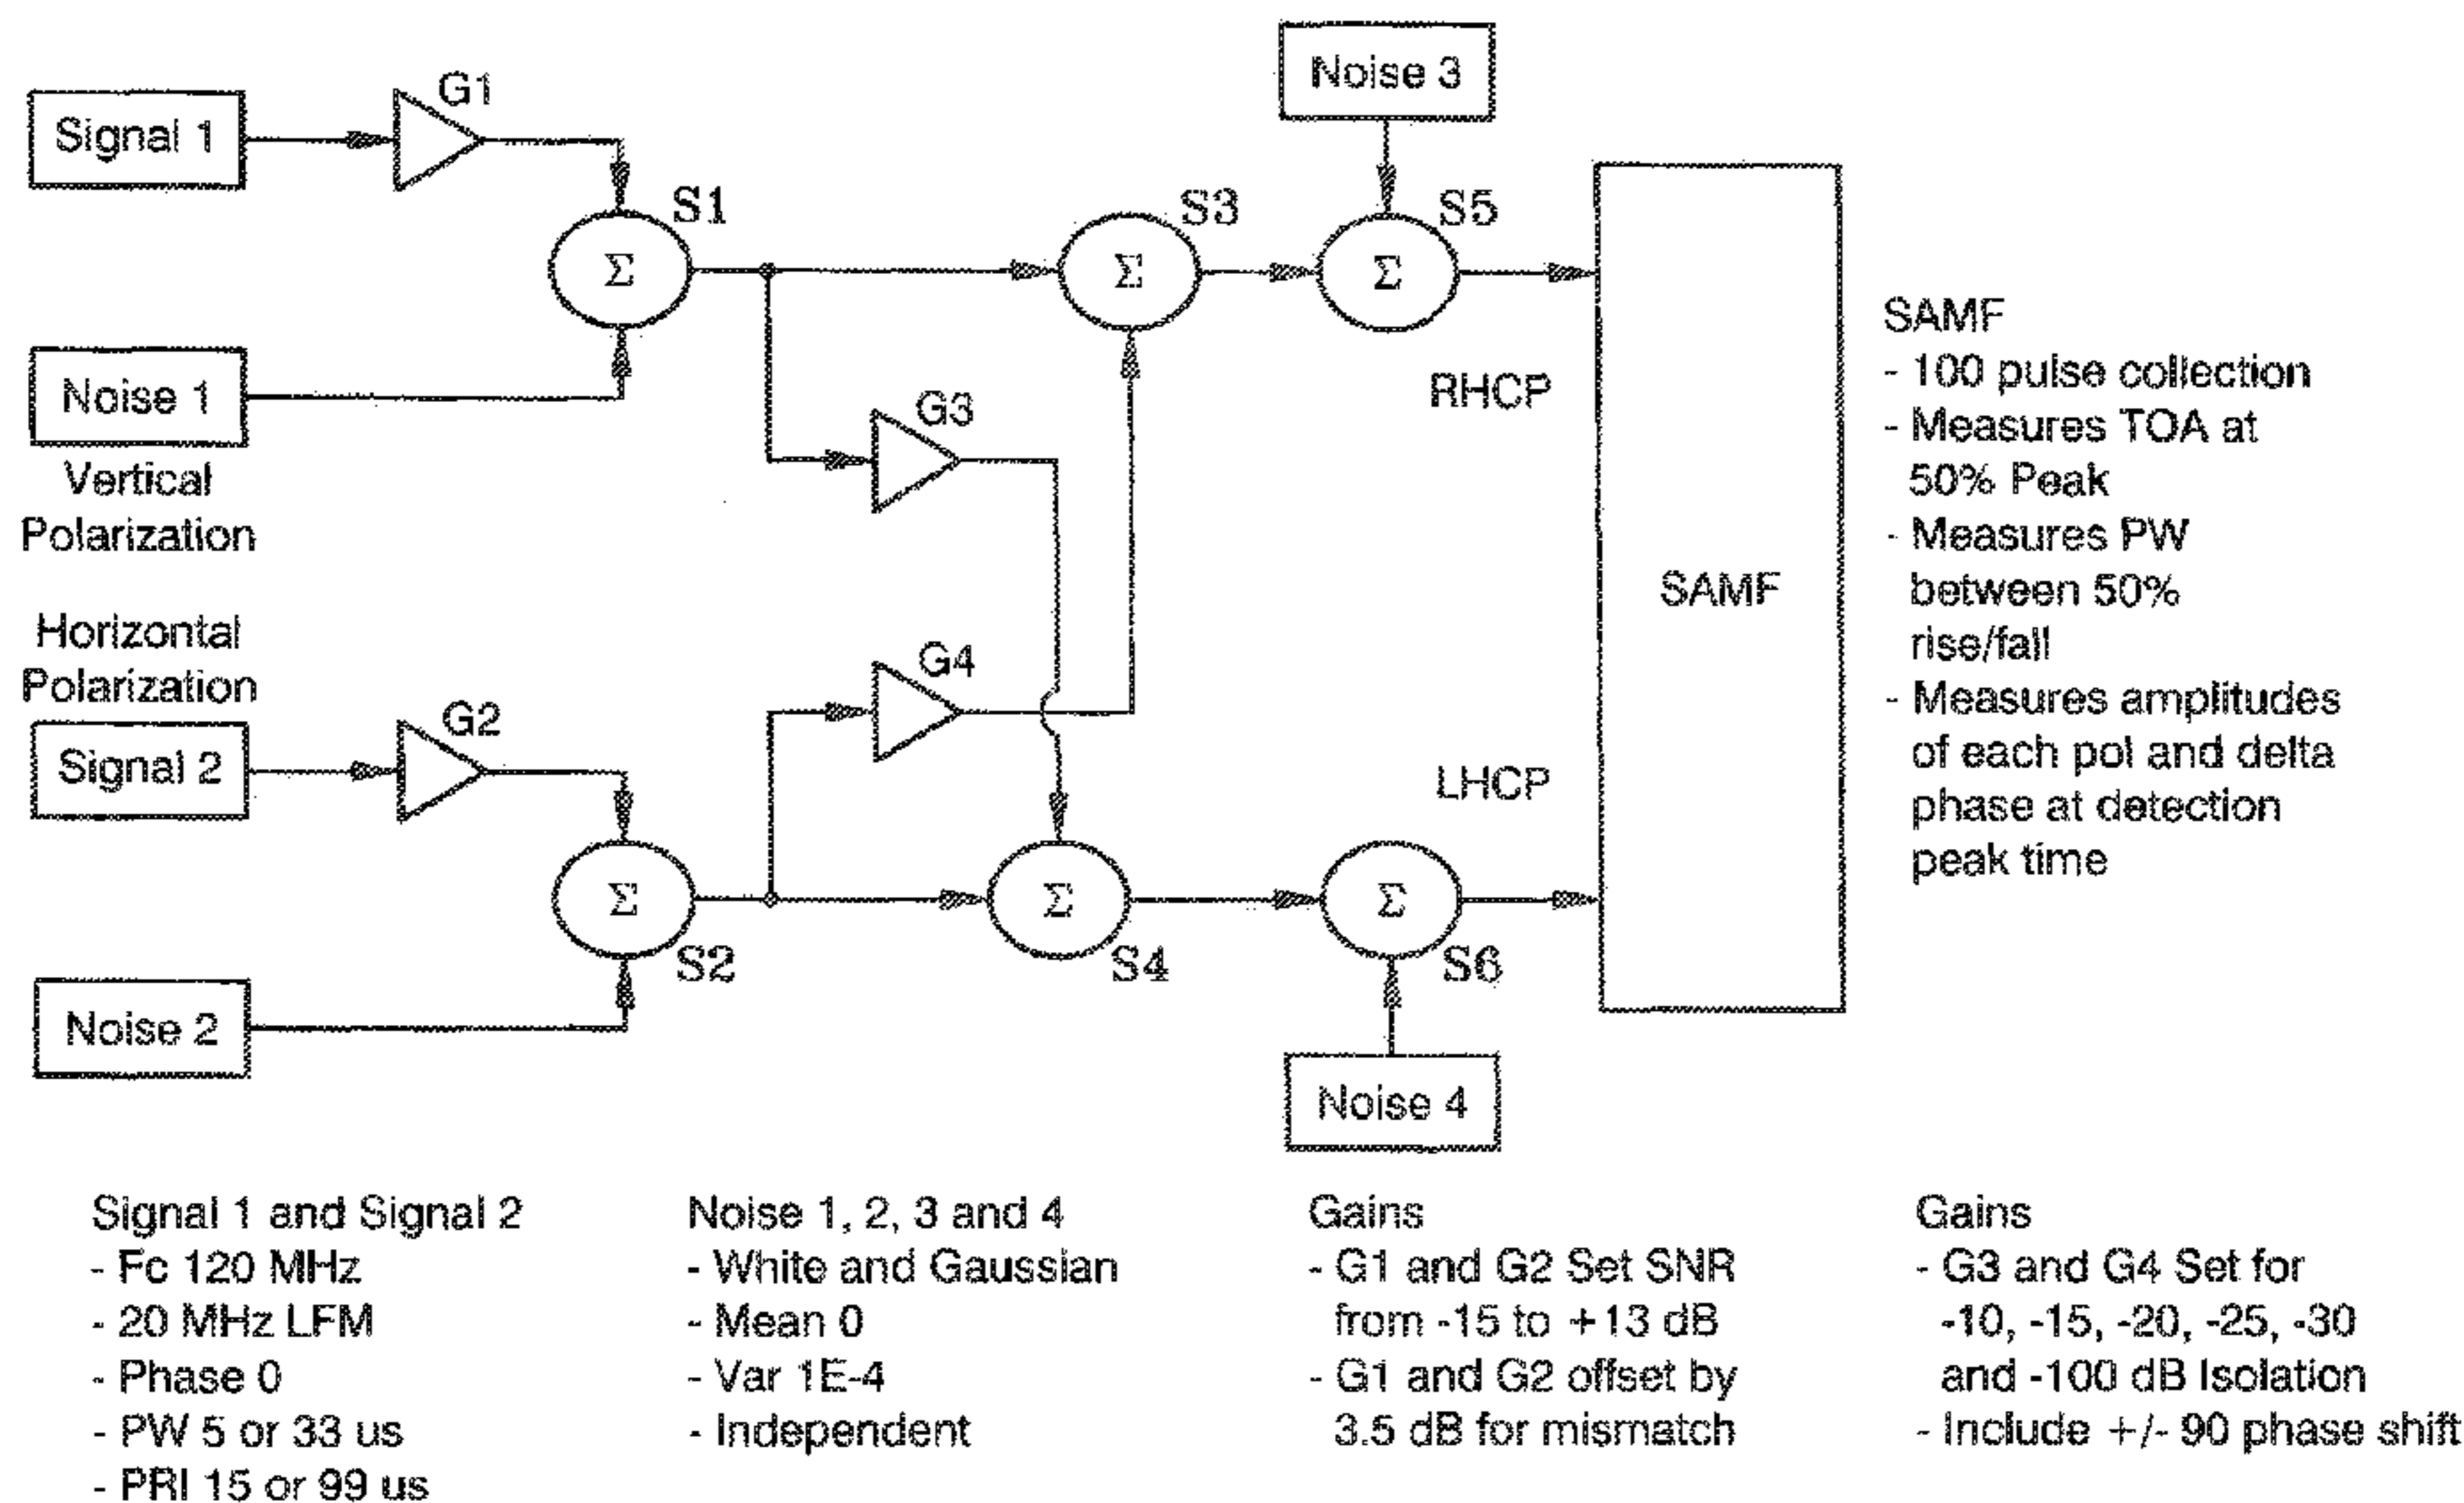 Noise 3
Signal 1
G1
S1
S3
S5
Σ
Σ
Σ
Noise 1
Vertical
Polarization
G3
RHCP
SAMF
SAMF
- 100 pulse collection
- Measures TOA at
50% Peak
- Measures PW
between 50%
rise/fall
- Measures amplitudes
of each pol and delta
phase at detection
peak time
Horizontal
Polarization
Signal 2
G2
G4
LHCP
Σ
Σ
Σ
S2
S4
S6
Noise 2
Noise 4
Signal 1 and Signal 2
- Fc 120 MHz
- 20 MHz LFM
- Phase 0
- PW 5 or 33 us
- PRI 15 or 99 us
Noise 1, 2, 3 and 4
- White and Gaussian
- Mean 0
- Var 1E-4
- Independent
Gains
- G1 and G2 Set SNR
from -15 to +13 dB
- G1 and G2 offset by
3.5 dB for mismatch
Gains
- G3 and G4 Set for
-10, -15, -20, -25, -30
and -100 dB Isolation
- Include +/- 90 phase shift